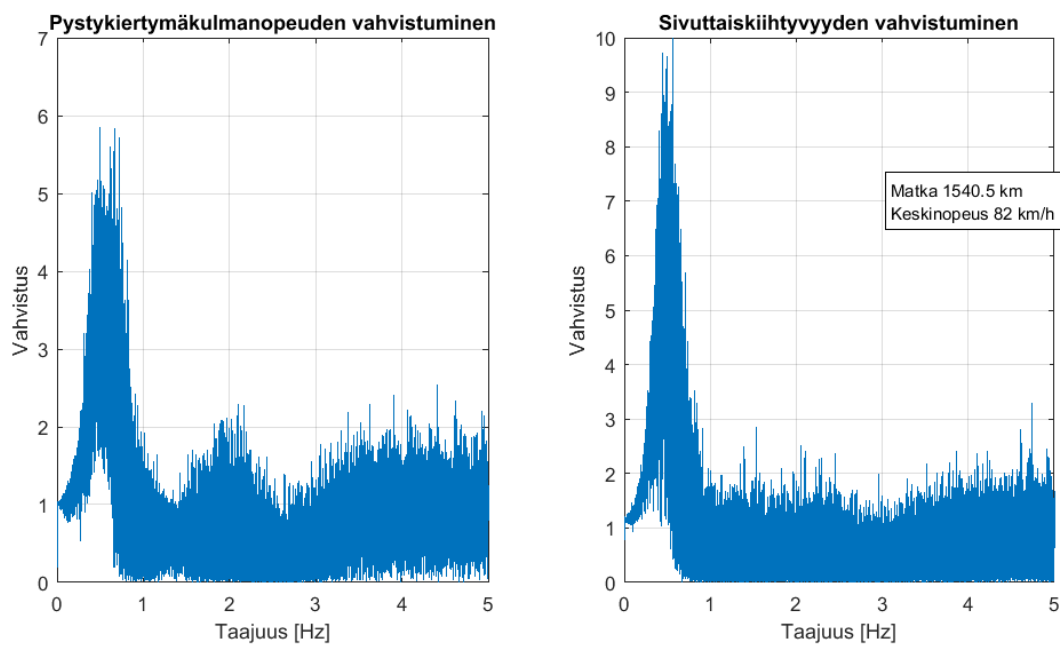 Pystykiertymäkulmanopeuden vahvistuminen
7
6
5
4
3
2
1
0
Vahvistus
0 1 2 3 4 5
Taajuus [Hz]
Sivuttaiskiihtyvyyden vahvistuminen
10
9
8
7
6
5
4
3
2
1
0
Vahvistus
Matka 1540.5 km
Keskinopeus 82 km/h
0 1 2 3 4 5
Taajuus [Hz]